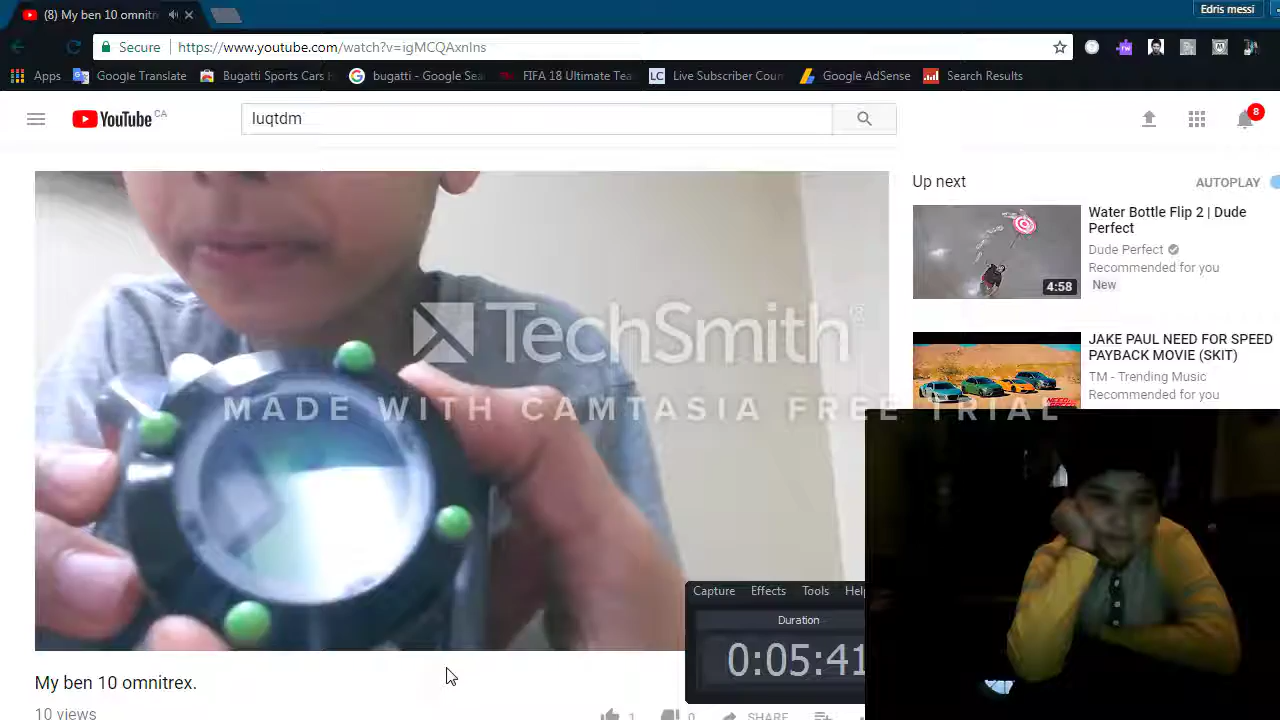 (8) My ben 10 omnitr
Edris messi
Secure https://www.youtube.com/watch?v=igMCQAxnIns
Apps Google Translate Bugatti Sports Cars bugatti - Google Sea FIFA 18 Ultimate Tea LC Live Subscriber Coun Google AdSense Search Results
YouTube CA
luqtdm
8
Up next
AUTOPLAY
Water Bottle Flip 2 | Dude
Perfect
Dude Perfect
Recommended for you
New
4:58
JAKE PAUL NEED FOR SPEED
PAYBACK MOVIE (SKIT)
TM - Trending Music
Recommended for you
TechSmith
MADE WITH CAMTASIA FREE TRIAL
Capture Effects Tools Help
Duration
0:05:41
My ben 10 omnitrex.
10 views
1 0 SHARE